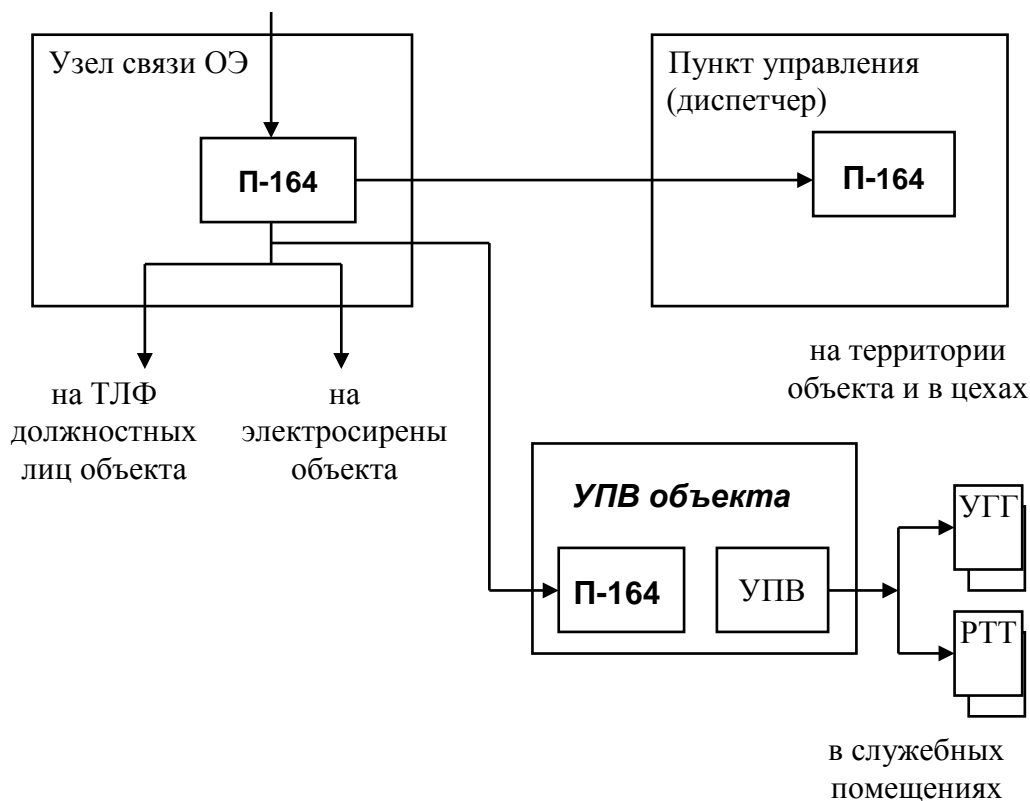 Узел связи ОЭ
П-164
Пункт управления
(диспетчер)
П-164
на ТЛФ
должностных
лиц объекта
на
электросирены
объекта
на территории
объекта и в цехах
УПВ объекта
П-164
УПВ
УГГ
РТТ
в служебных
помещениях